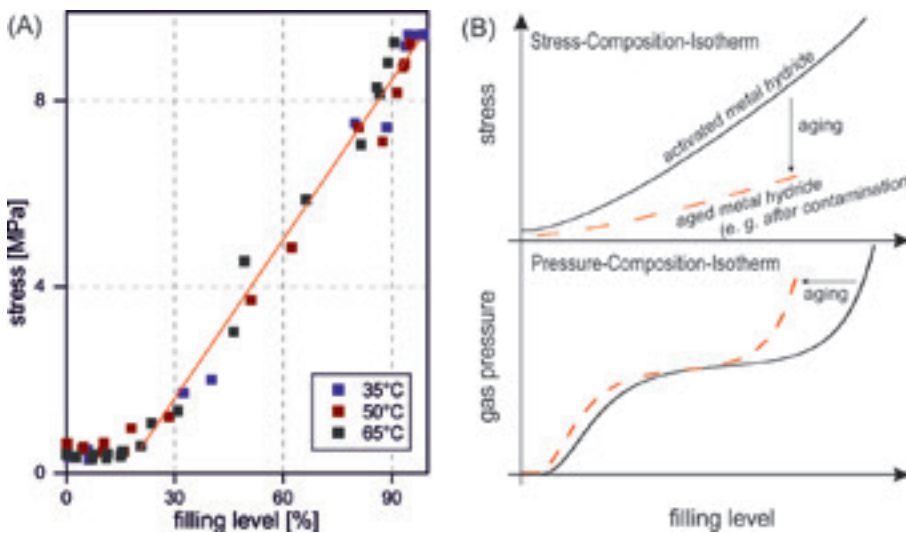 (A)
stress [MPa]
8
4
0
0
30
60
90
filling level [%]
35°C
50°C
65°C
(B)
Stress-Composition-Isotherm
stress
activated metal hydride
aging
aged metal hydride
(e. g. after contamination)
Pressure-Composition-Isotherm
aging
gas pressure
filling level